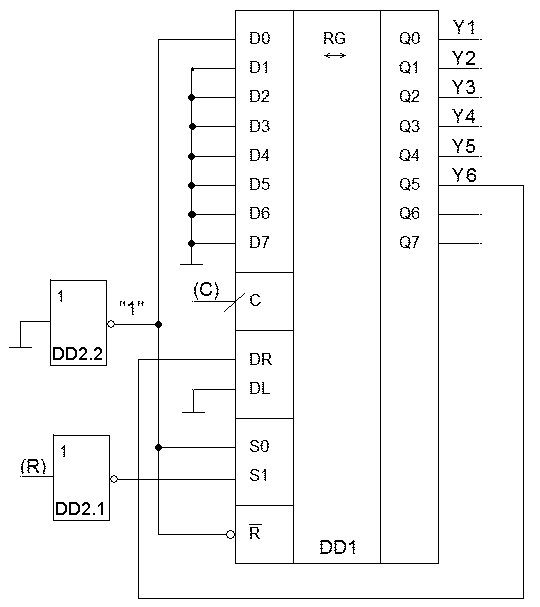 D0 RG Q0 Y1
D1 ↔ Q1 Y2
D2 Q2 Y3
D3 Q3 Y4
D4 Q4 Y5
D5 Q5 Y6
D6 Q6
D7 Q7
(C) C
1 "1"
DD2.2
DR
DL
S0
(R) 1 S1
DD2.1
R̅
DD1